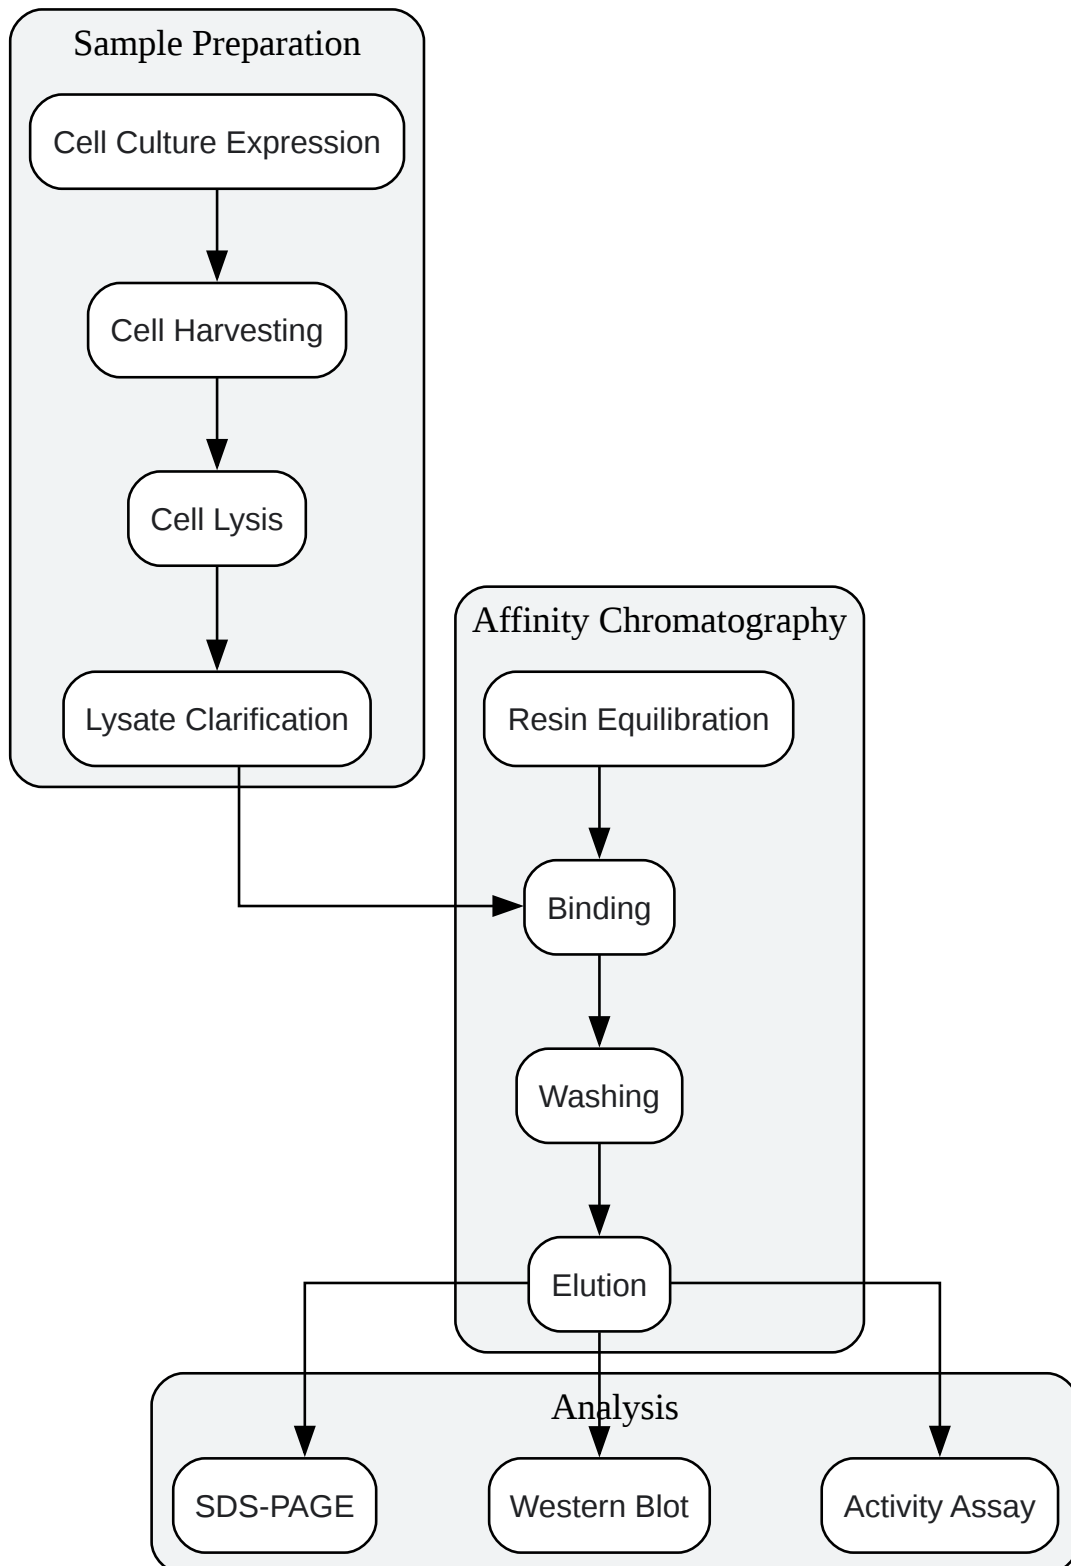 Sample Preparation
Cell Culture Expression
Cell Harvesting
Cell Lysis
Lysate Clarification
Affinity Chromatography
Resin Equilibration
Binding
Washing
Elution
Analysis
SDS-PAGE
Western Blot
Activity Assay